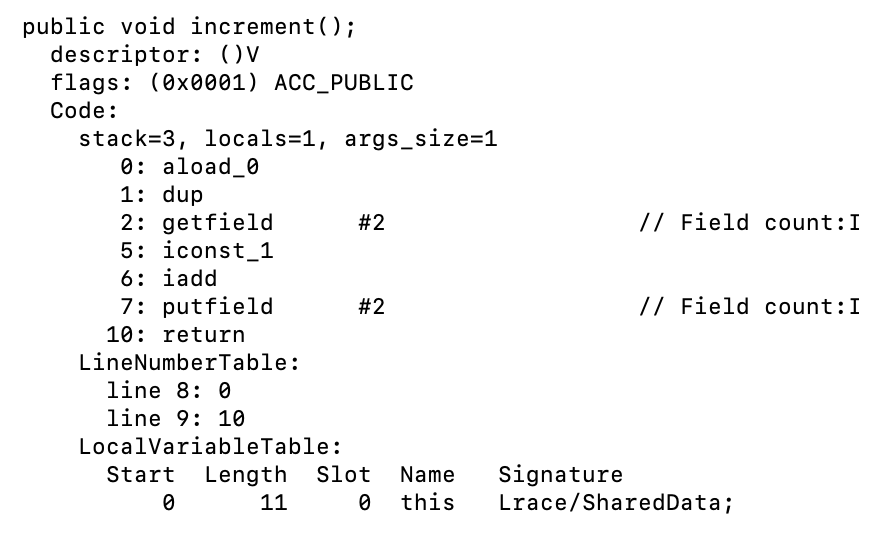 public void increment();
descriptor: ()V
flags: (0x0001) ACC_PUBLIC
Code:
stack=3, locals=1, args_size=1
0: aload_0
1: dup
2: getfield #2 // Field count:I
5: iconst_1
6: iadd
7: putfield #2 // Field count:I
10: return
LineNumberTable:
line 8: 0
line 9: 10
LocalVariableTable:
Start Length Slot Name Signature
0 11 0 this Lrace/SharedData;